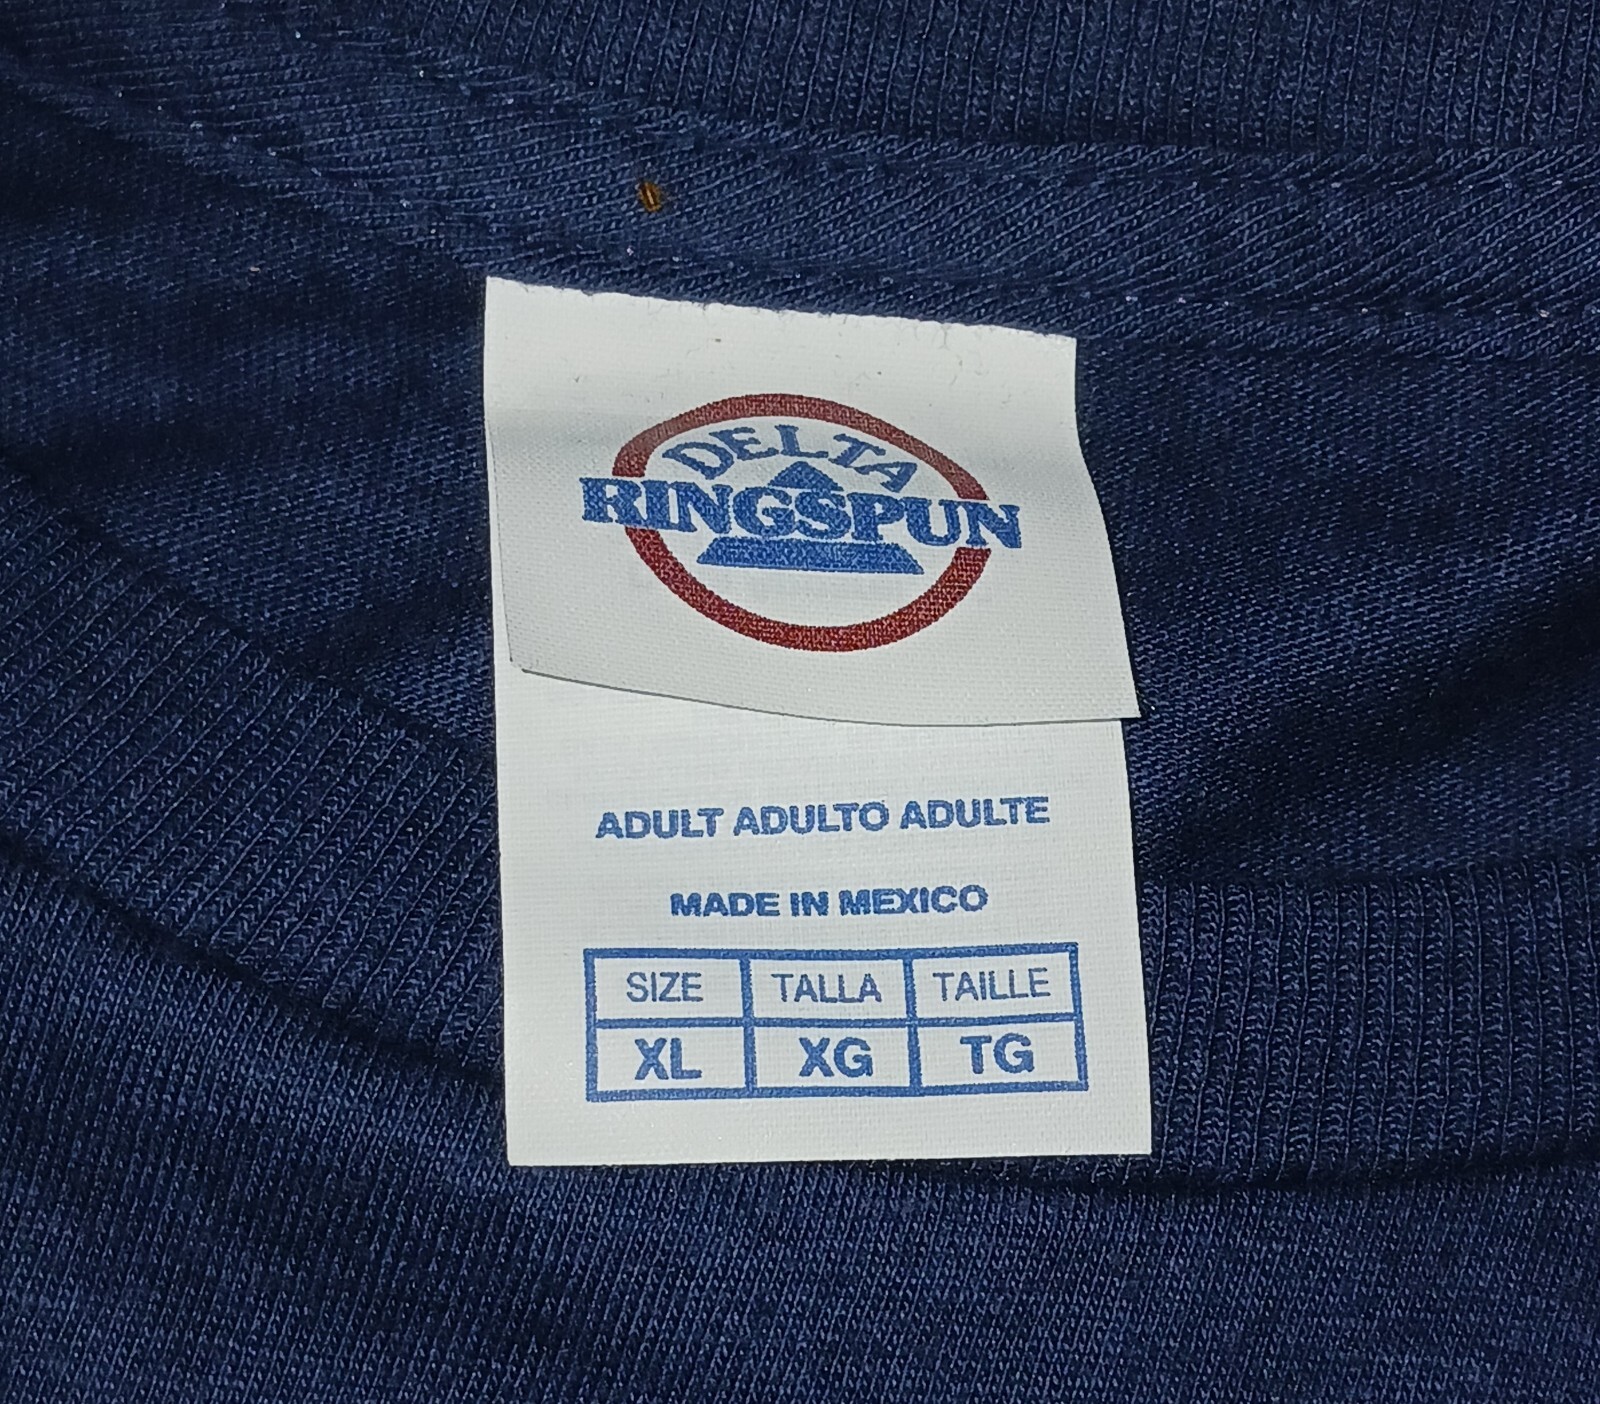 DELTA
RINGSPUN
ADULT ADULTO ADULTE
MADE IN MEXICO
SIZE TALLA TAILLE
XL XG TG